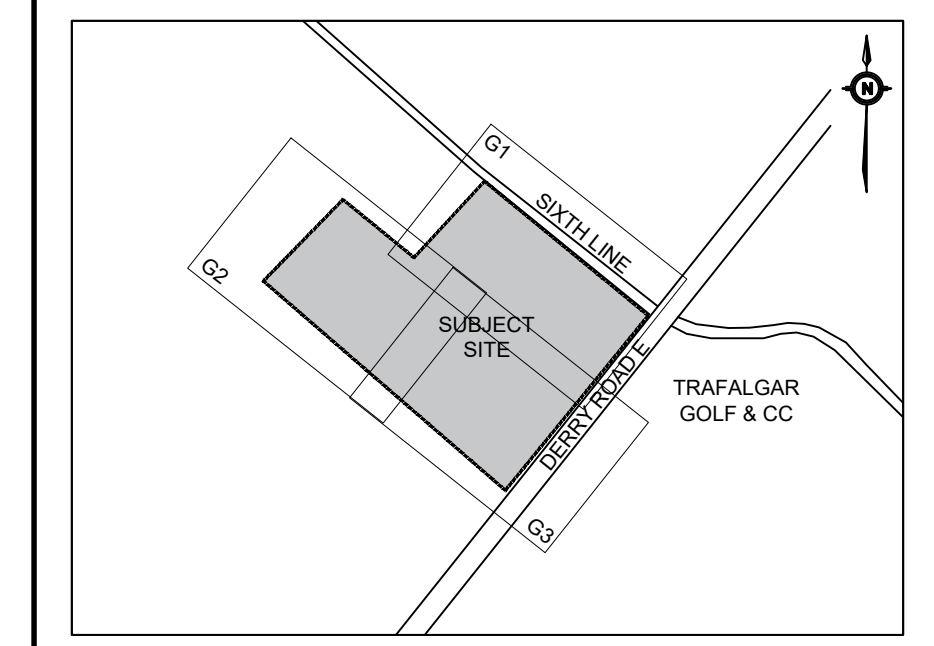 N
G1
SIXTH LINE
G2
SUBJECT
SITE
DERRY ROAD E
TRAFALGAR
GOLF & CC
G3